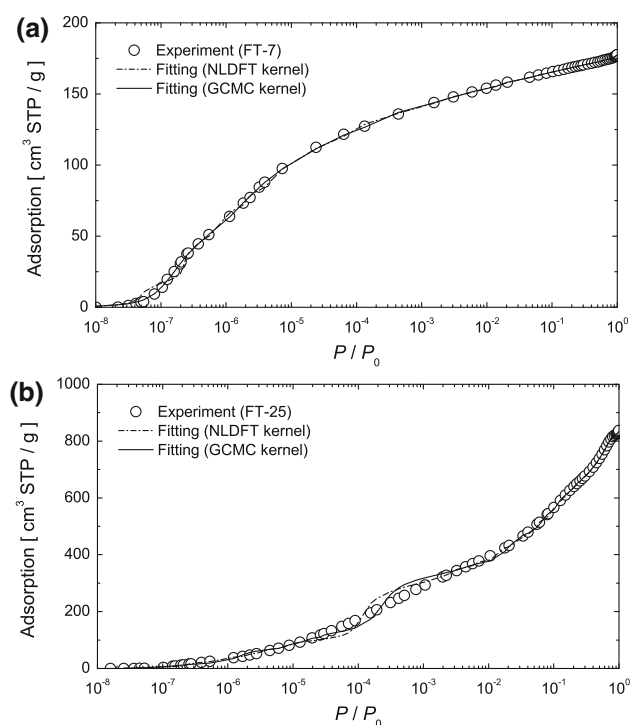 (a)
200
150
100
50
0
Adsorption [ cm³ STP / g ]
Experiment (FT-7)
Fitting (NLDFT kernel)
Fitting (GCMC kernel)
10⁻⁸ 10⁻⁷ 10⁻⁶ 10⁻⁵ 10⁻⁴ 10⁻³ 10⁻² 10⁻¹ 10⁰
P / P₀
(b)
1000
800
600
400
200
0
Adsorption [ cm³ STP / g ]
Experiment (FT-25)
Fitting (NLDFT kernel)
Fitting (GCMC kernel)
10⁻⁸ 10⁻⁷ 10⁻⁶ 10⁻⁵ 10⁻⁴ 10⁻³ 10⁻² 10⁻¹ 10⁰
P / P₀